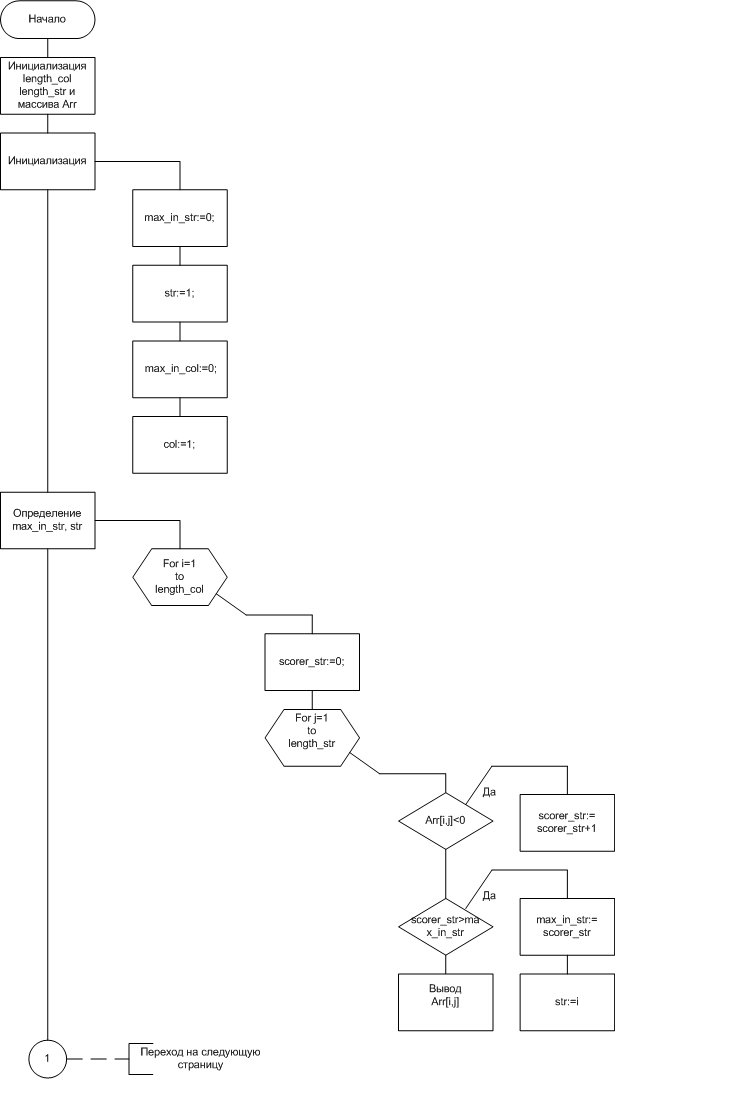 Начало
Инициализация
length_col
length_str и
массива Arr
Инициализация
max_in_str:=0;
str:=1;
max_in_col:=0;
col:=1;
Определение
max_in_str, str
For i=1
to
length_col
scorer_str:=0;
For j=1
to
length_str
Arr[i,j]<0
Да
scorer_str:=
scorer_str+1
scorer_str>ma
x_in_str
Да
max_in_str:=
scorer_str
Вывод
Arr[i,j]
str:=i
1
Переход на следующую
страницу